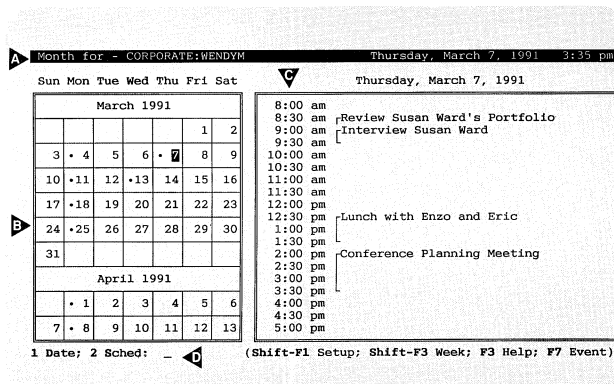 A Month for - CORPORATE:WENDYM Thursday, March 7, 1991 3:35 pm
Sun Mon Tue Wed Thu Fri Sat
March 1991
1 2
3 • 4 5 6 • 7 8 9
10 •11 12 •13 14 15 16
17 •18 19 20 21 22 23
B
24 •25 26 27 28 29 30
31
April 1991
• 1 2 3 4 5 6
7 • 8 9 10 11 12 13
C Thursday, March 7, 1991
8:00 am
8:30 am Review Susan Ward's Portfolio
9:00 am Interview Susan Ward
9:30 am
10:00 am
10:30 am
11:00 am
11:30 am
12:00 pm
12:30 pm Lunch with Enzo and Eric
1:00 pm
1:30 pm
2:00 pm Conference Planning Meeting
2:30 pm
3:00 pm
3:30 pm
4:00 pm
4:30 pm
5:00 pm
1 Date; 2 Sched: _ D (Shift-F1 Setup; Shift-F3 Week; F3 Help; F7 Event)